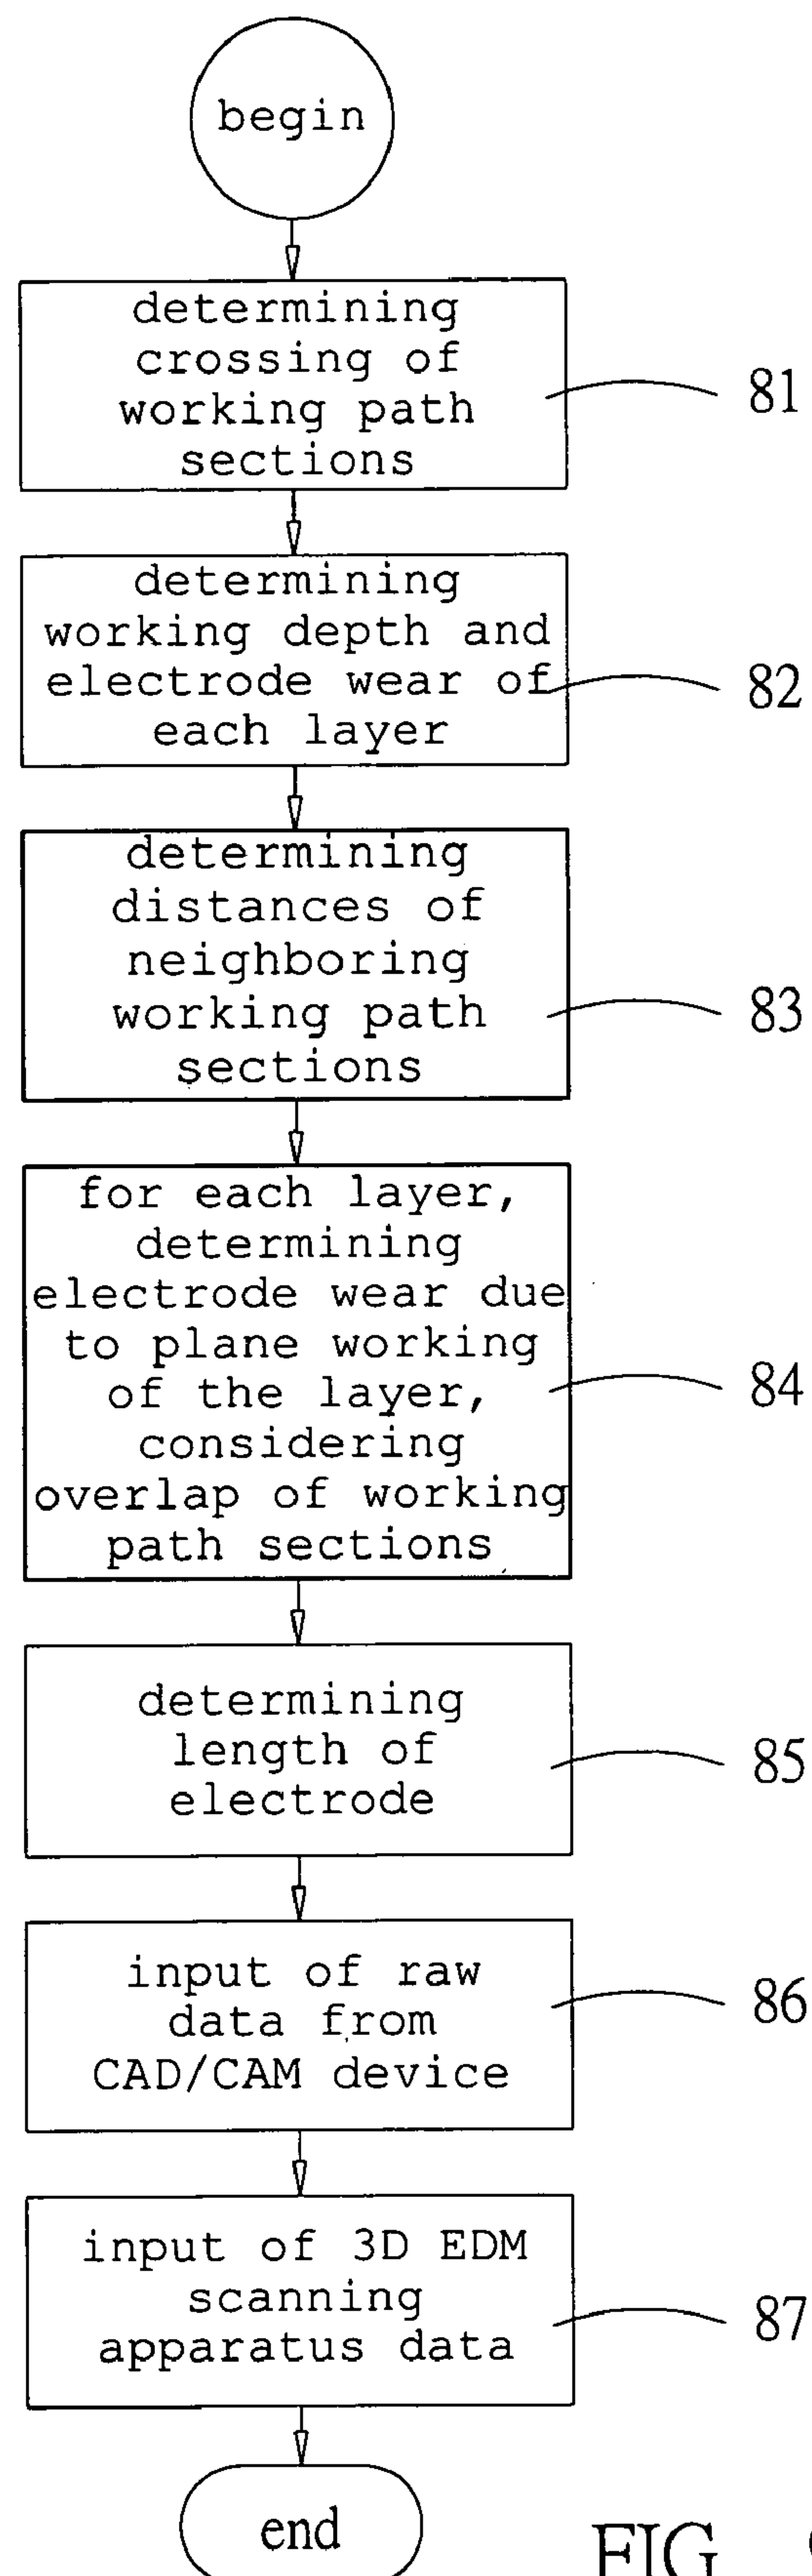 begin
determining
crossing of
working path
sections
81
determining
working depth and
electrode wear of
each layer
82
determining
distances of
neighboring
working path
sections
83
for each layer,
determining
electrode wear due
to plane working
of the layer,
considering
overlap of working
path sections
84
determining
length of
electrode
85
input of raw
data from
CAD/CAM device
86
input of 3D EDM
scanning
apparatus data
87
end
FIG.